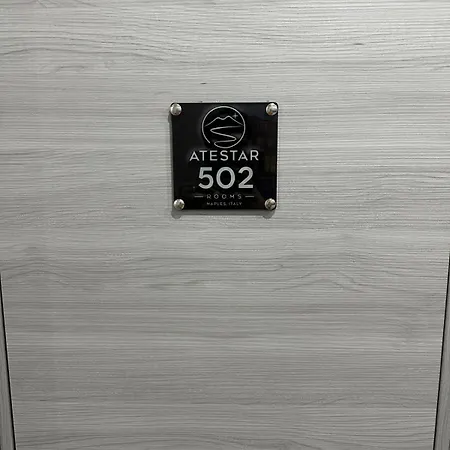 ATESTAR
502
ROOMS
NAPLES, ITALY